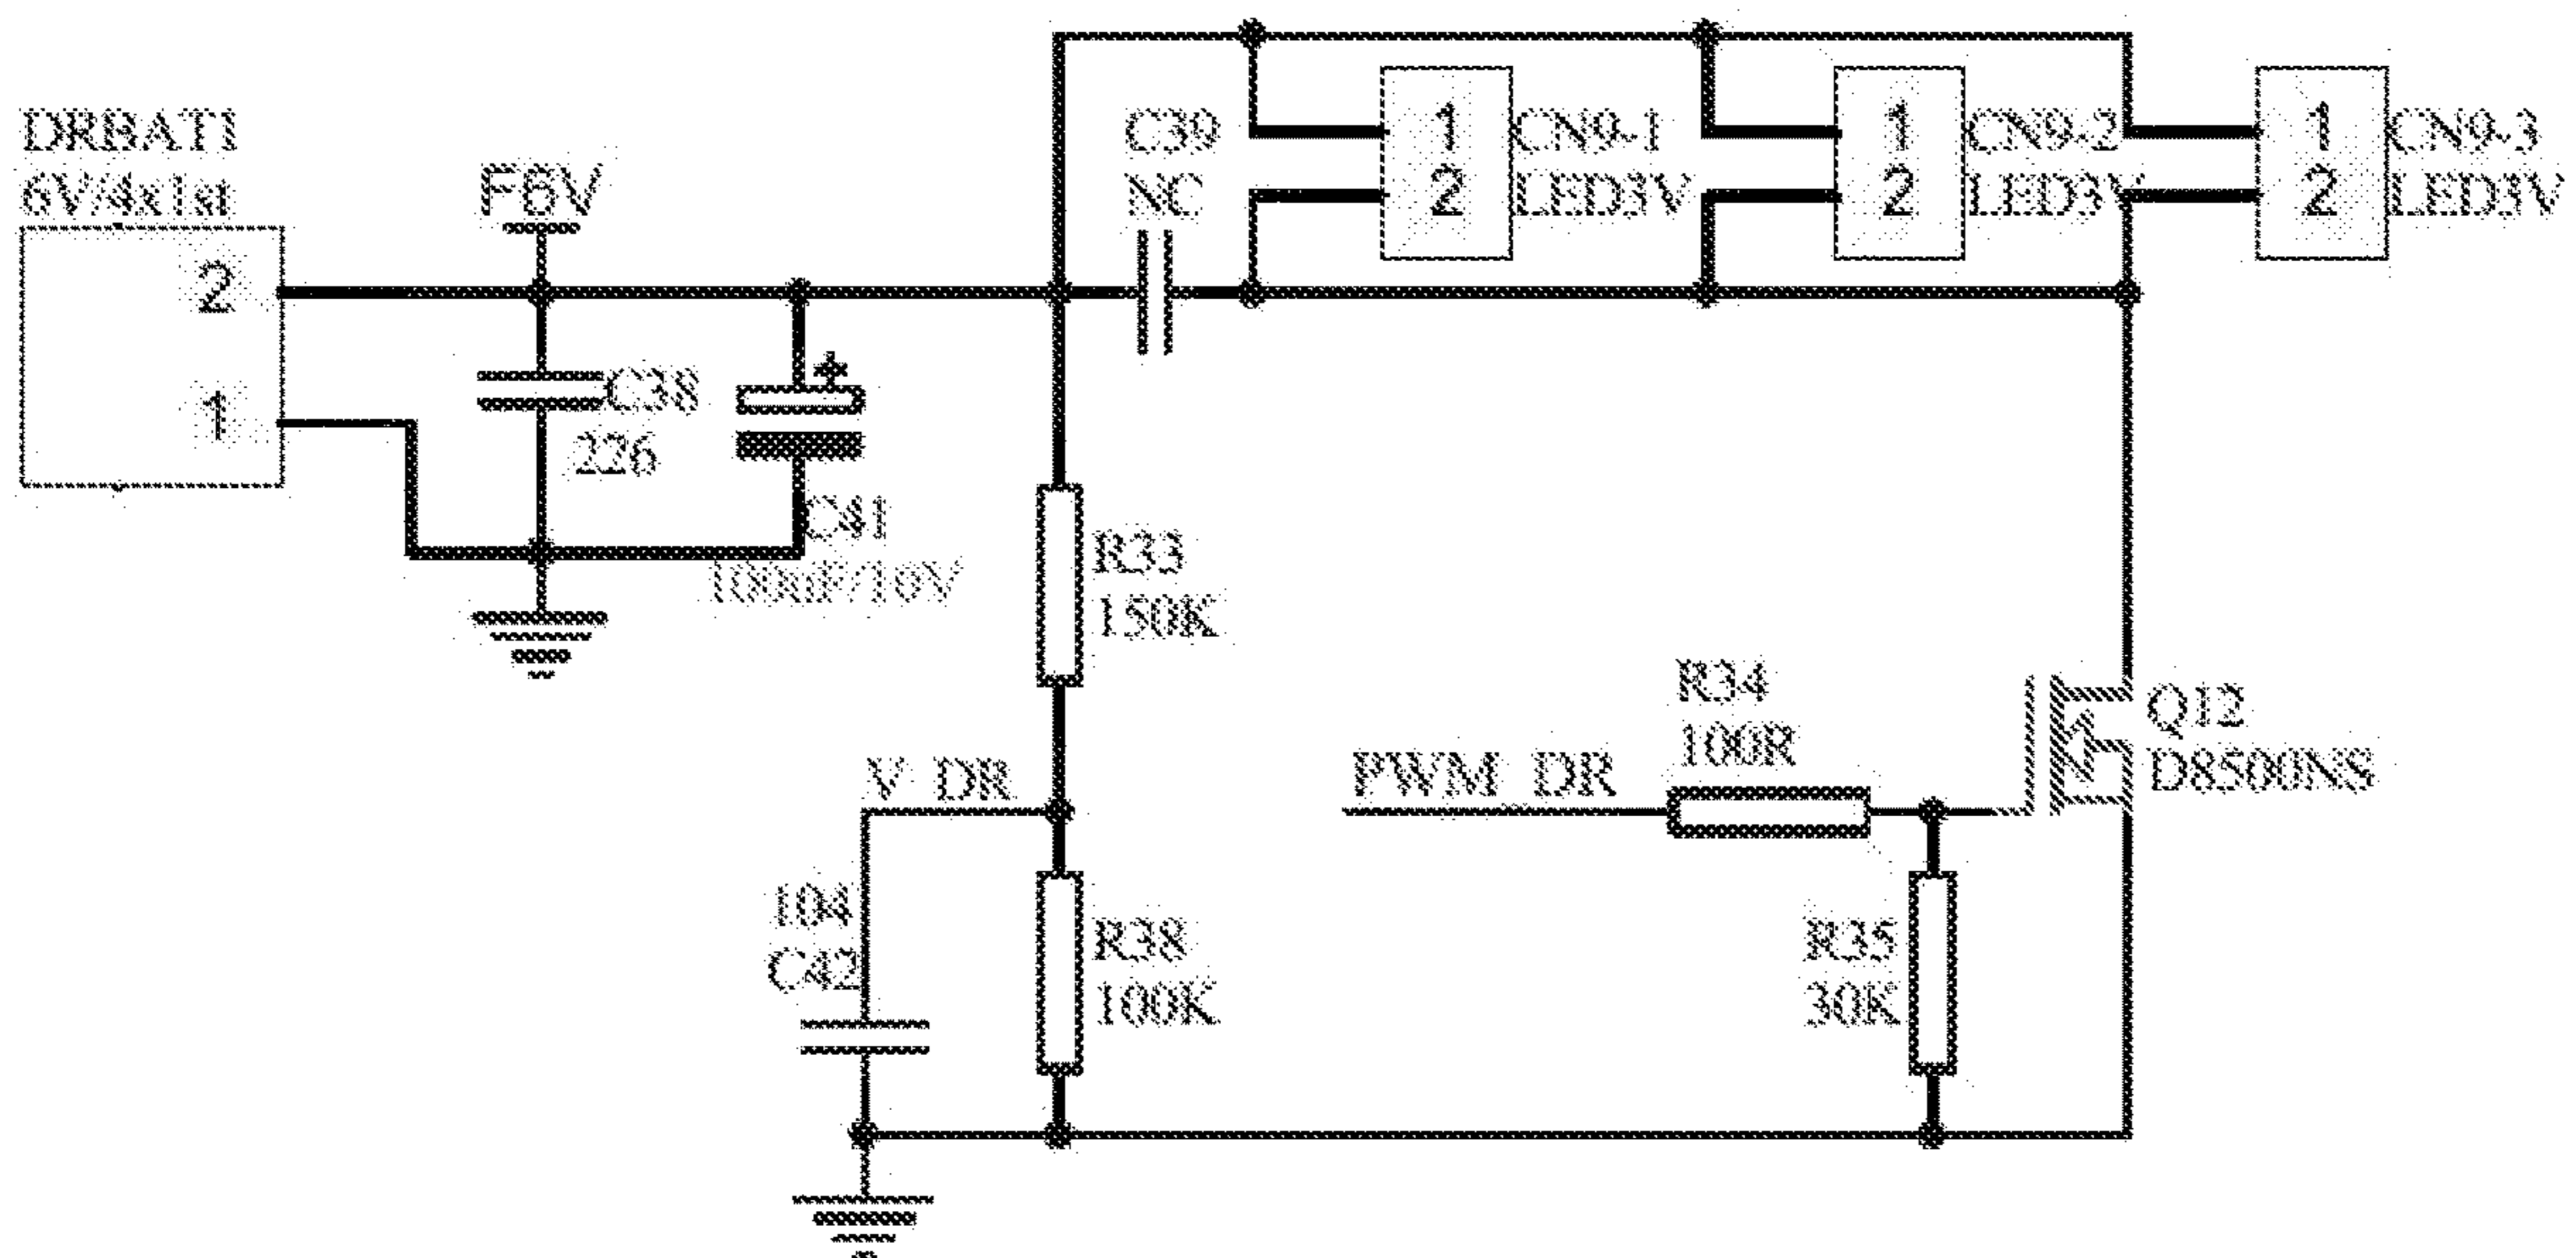 DRBAT1
6V/4x1st
2
1
F6V
C38
226
C41
100uF/16V
C39
NC
1
2
CN9-1
LED3V
1
2
CN9-2
LED3V
1
2
CN9-3
LED3V
R33
150K
V_DR
104
C42
R38
100K
PWM_DR
R34
100R
R35
30K
Q12
D8500NS